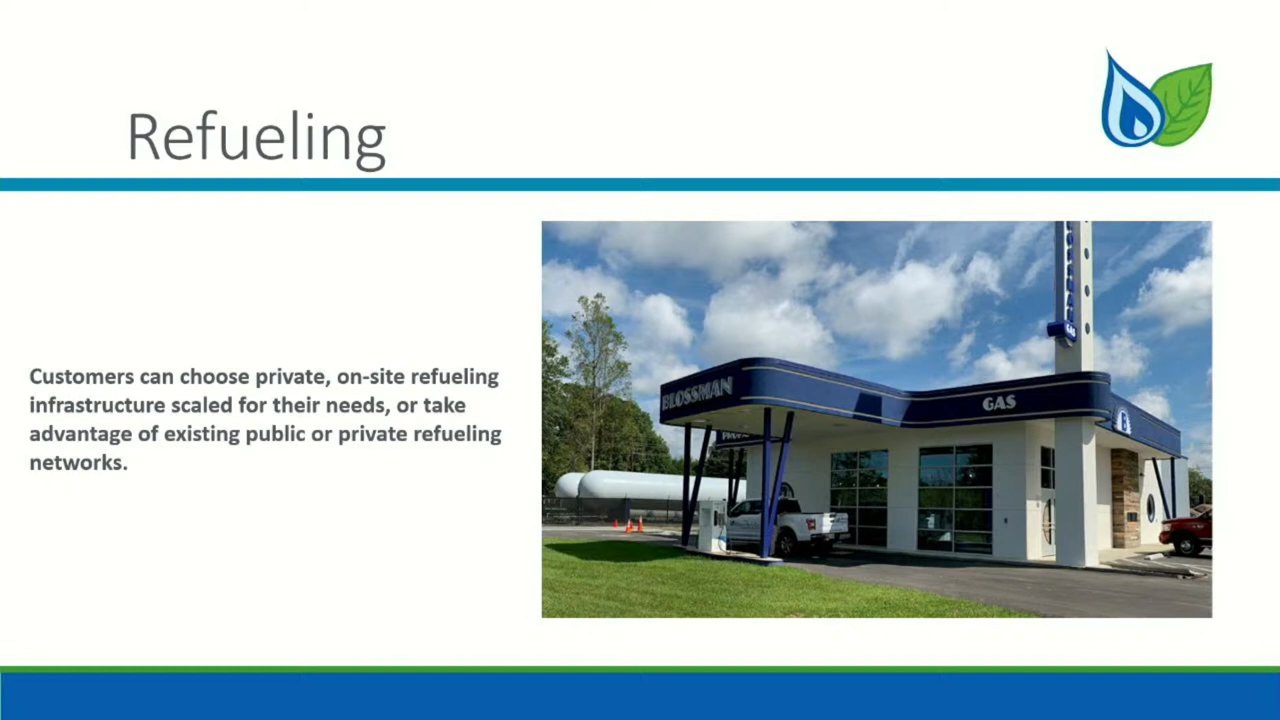 Refueling
Customers can choose private, on-site refueling
infrastructure scaled for their needs, or take
advantage of existing public or private refueling
networks.
BLOSSMAN
GAS
GAS
B